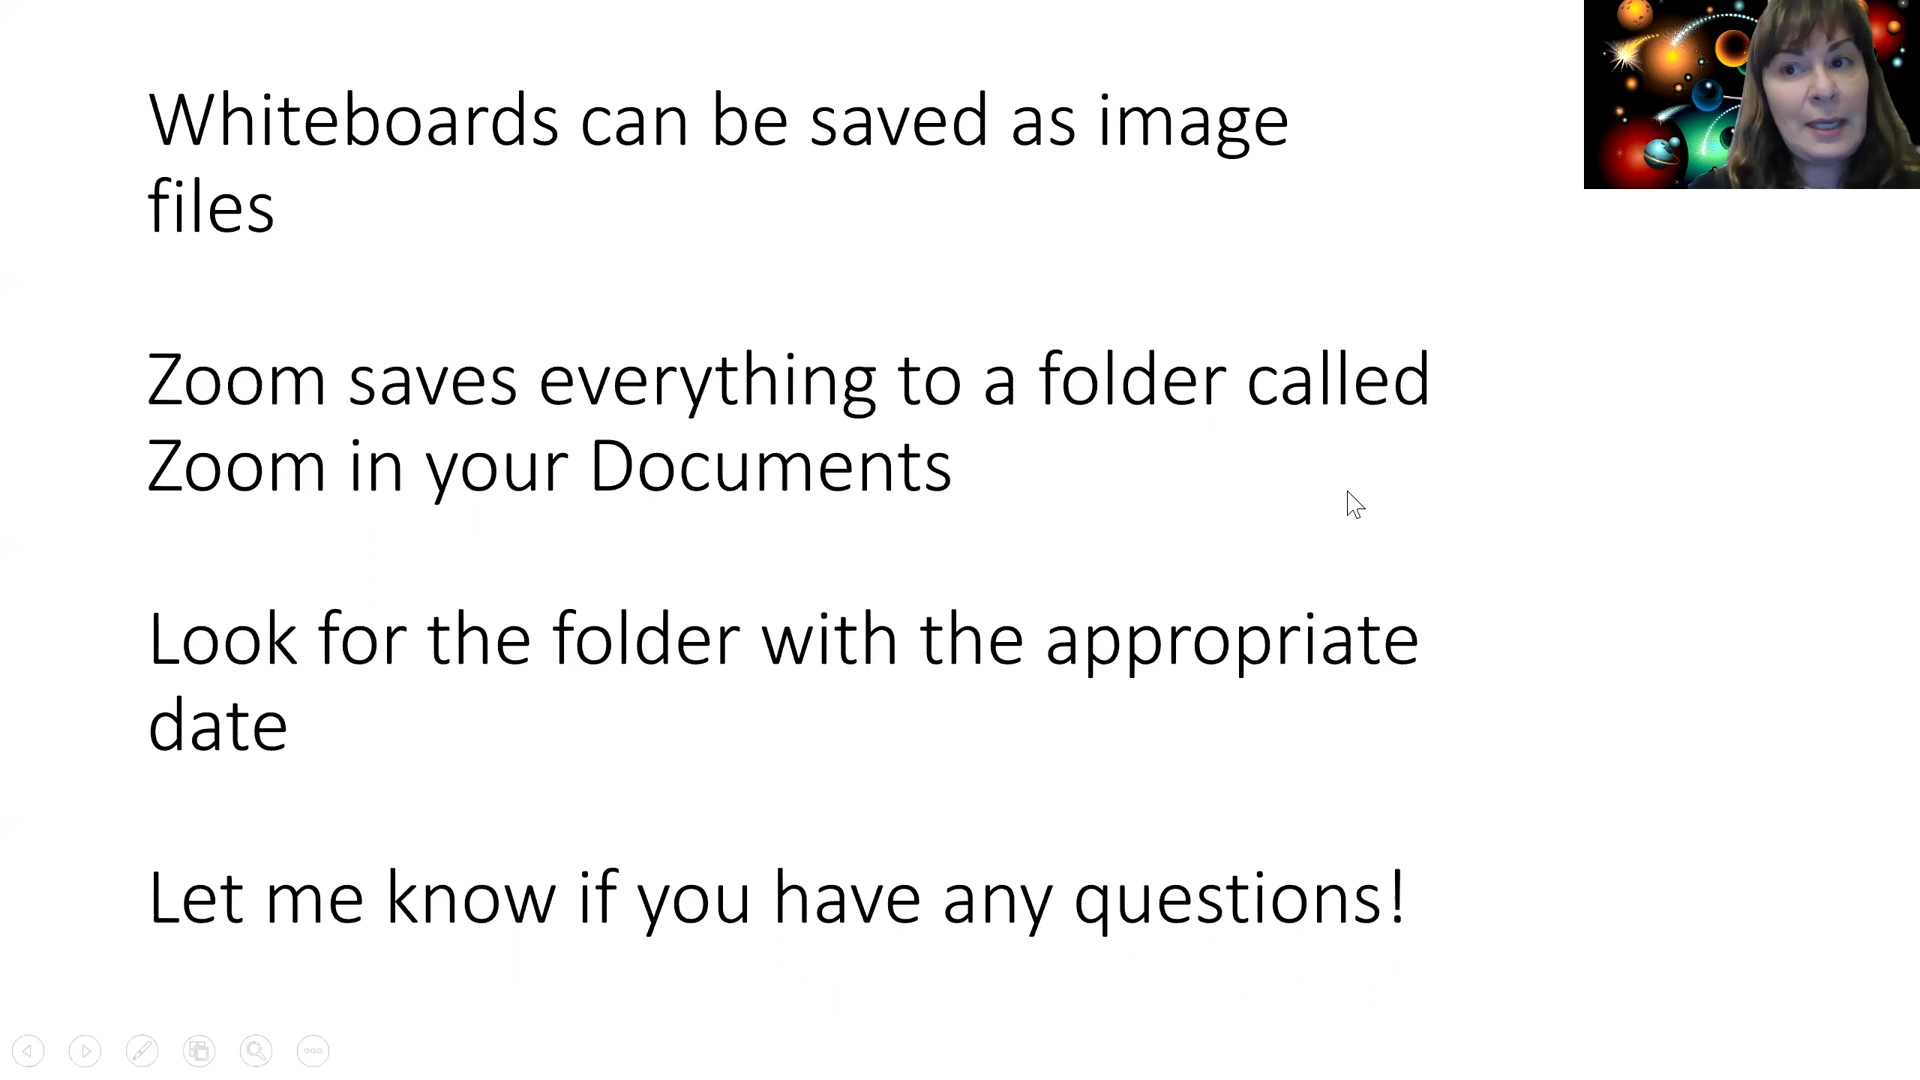 Whiteboards can be saved as image
files
Zoom saves everything to a folder called
Zoom in your Documents
Look for the folder with the appropriate
date
Let me know if you have any questions!